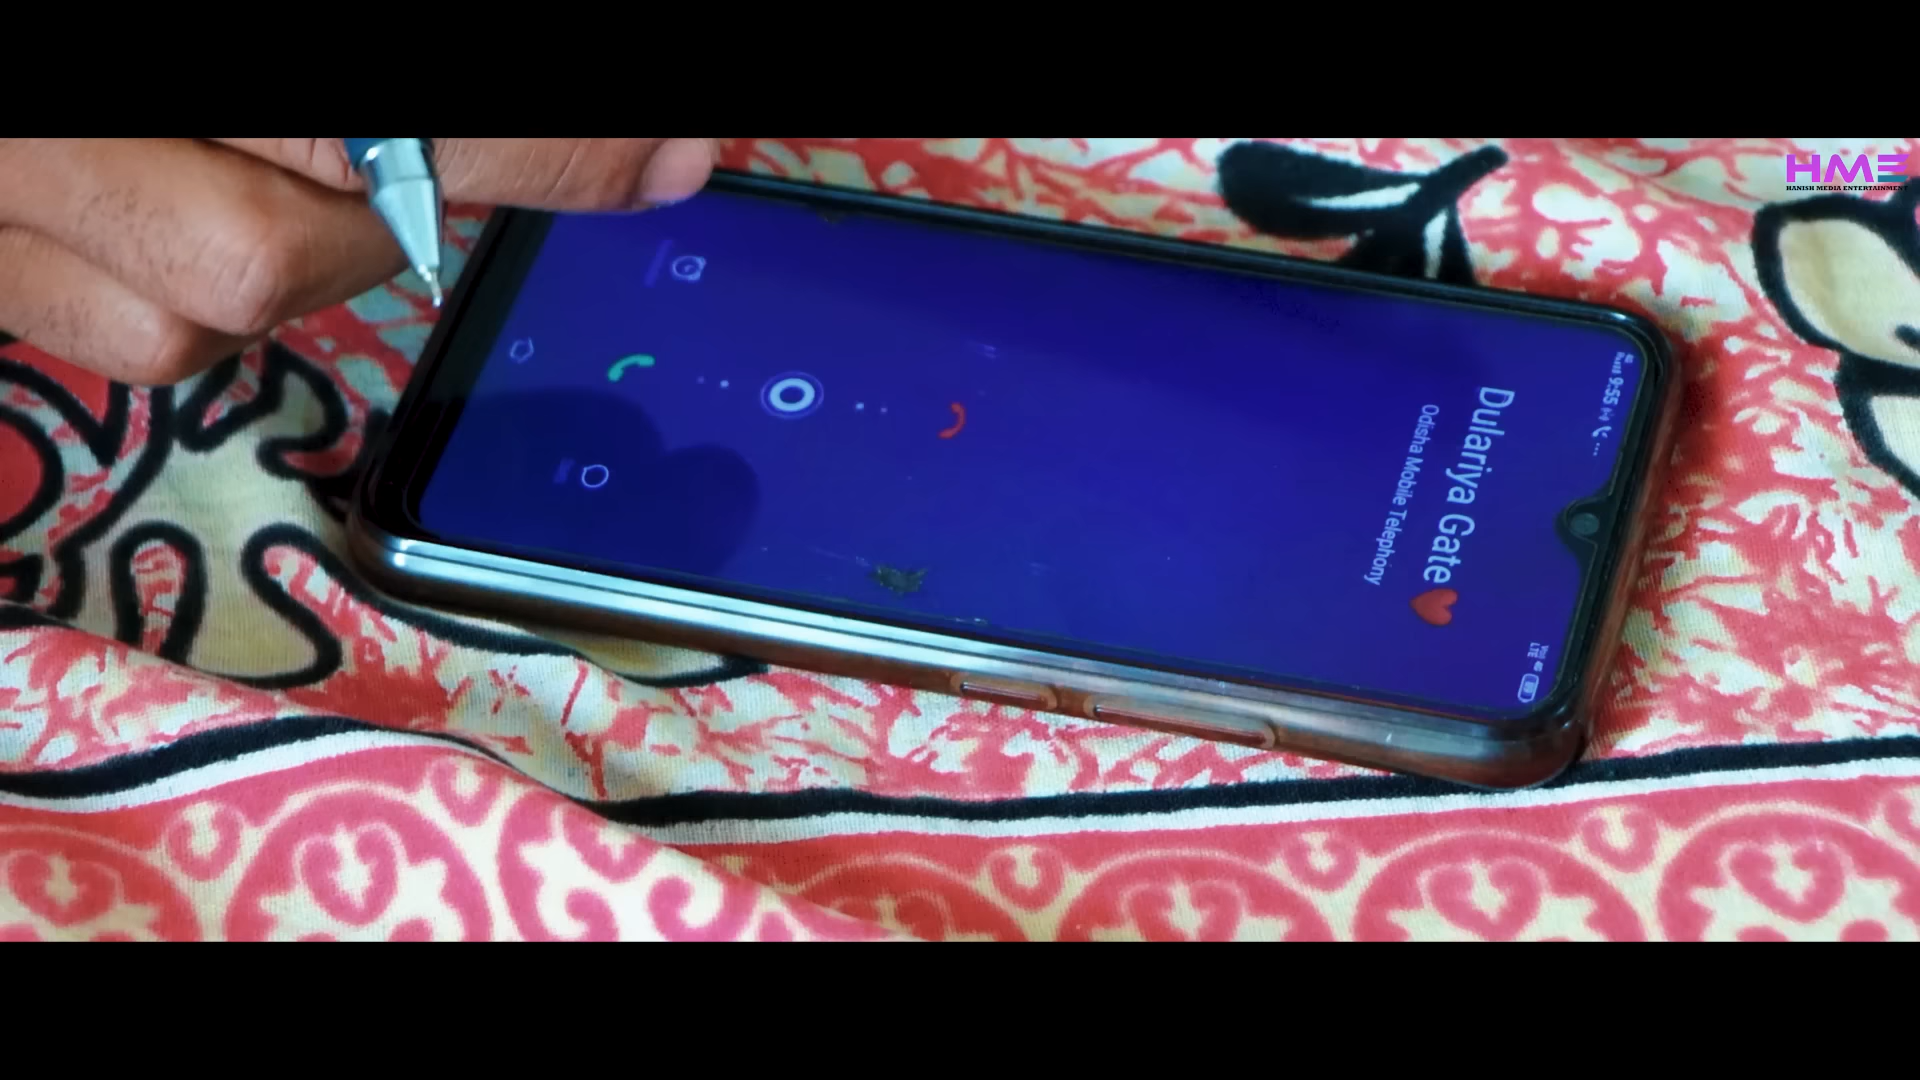 HME
HANISH MEDIA ENTERTAINMENT
9:55
Dulariya Gate❤
Odisha Mobile Telephony